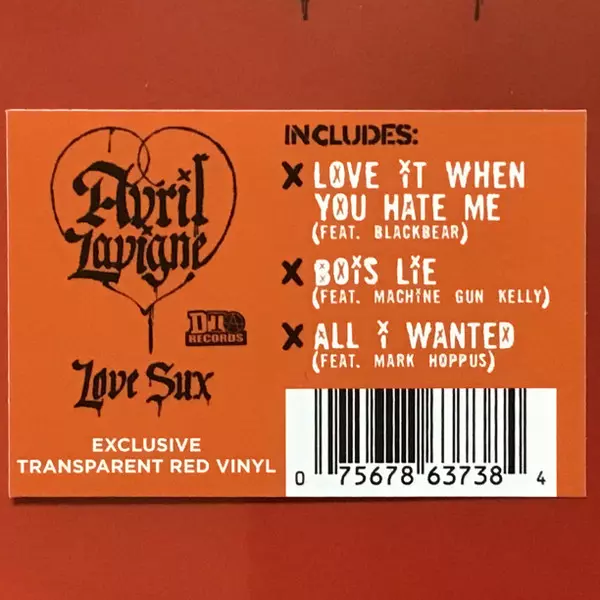 Avril
Lavigne
DTA
RECORDS
Love Sux
EXCLUSIVE
TRANSPARENT RED VINYL
INCLUDES:
X LOVE iT WHEN
YOU HATE ME
(FEAT. BLACKBEAR)
X BOiS LiE
(FEAT. MACHiNE GUN KELLY)
X ALL i WANTED
(FEAT. MARK HOPPUS)
0 75678 63738 4